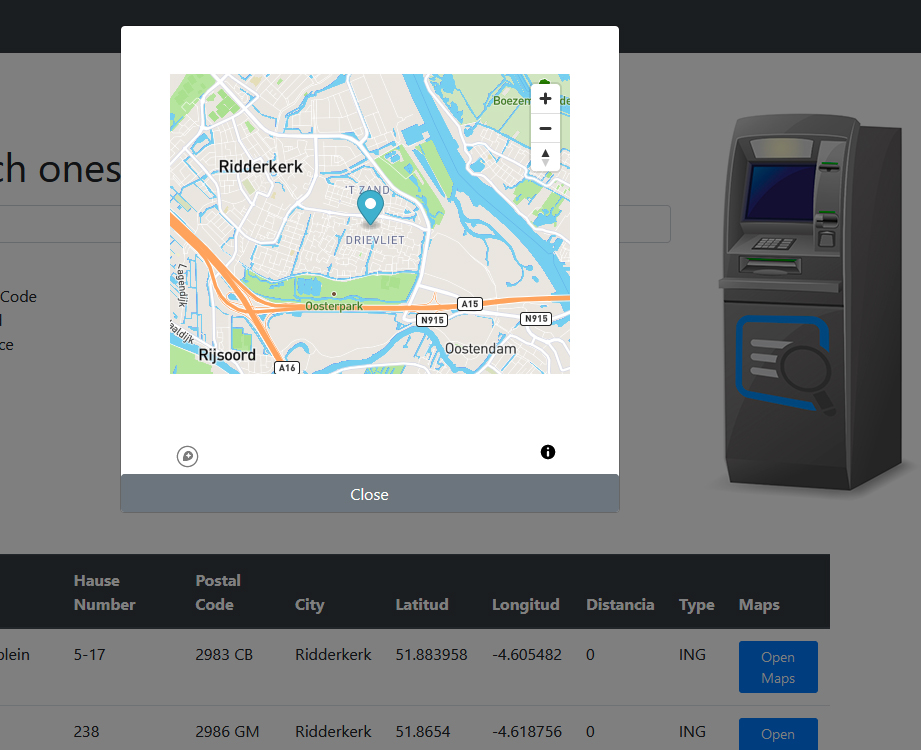 Boezem
de
Ridderkerk
'T ZAND
DRIEVLIET
ch ones
Lagendijk
Code
Oosterpark
A15
N915
N915
ce
Ostendam
Rijsoord
A16
Close
Hause Number
Postal Code
City
Latitud
Longitud
Distancia
Type
Maps
plein
5-17
2983 CB
Ridderkerk
51.883958
-4.605482
0
ING
Open Maps
238
2986 GM
Ridderkerk
51.8654
-4.618756
0
ING
Open